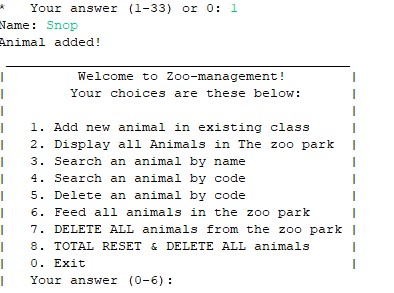 *   Your answer (1-33) or 0: 1
Name: Snop
Animal added!
Welcome to Zoo-management!
Your choices are these below:
1. Add new animal in existing class
2. Display all Animals in The zoo park
3. Search an animal by name
4. Search an animal by code
5. Delete an animal by code
6. Feed all animals in the zoo park
7. DELETE ALL animals from the zoo park
8. TOTAL RESET & DELETE ALL animals
0. Exit
Your answer (0-6):